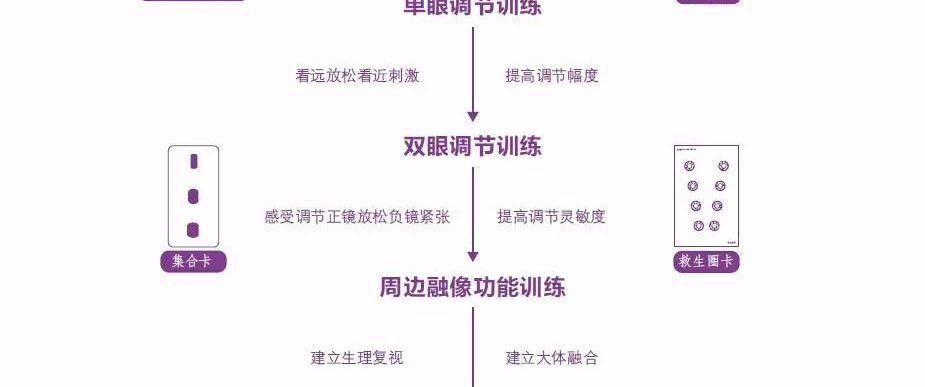 单眼调节训练
看远放松看近刺激
提高调节幅度
双眼调节训练
感受调节正镜放松负镜紧张
提高调节灵敏度
集合卡
救生圈卡
周边融像功能训练
建立生理复视
建立大体融合